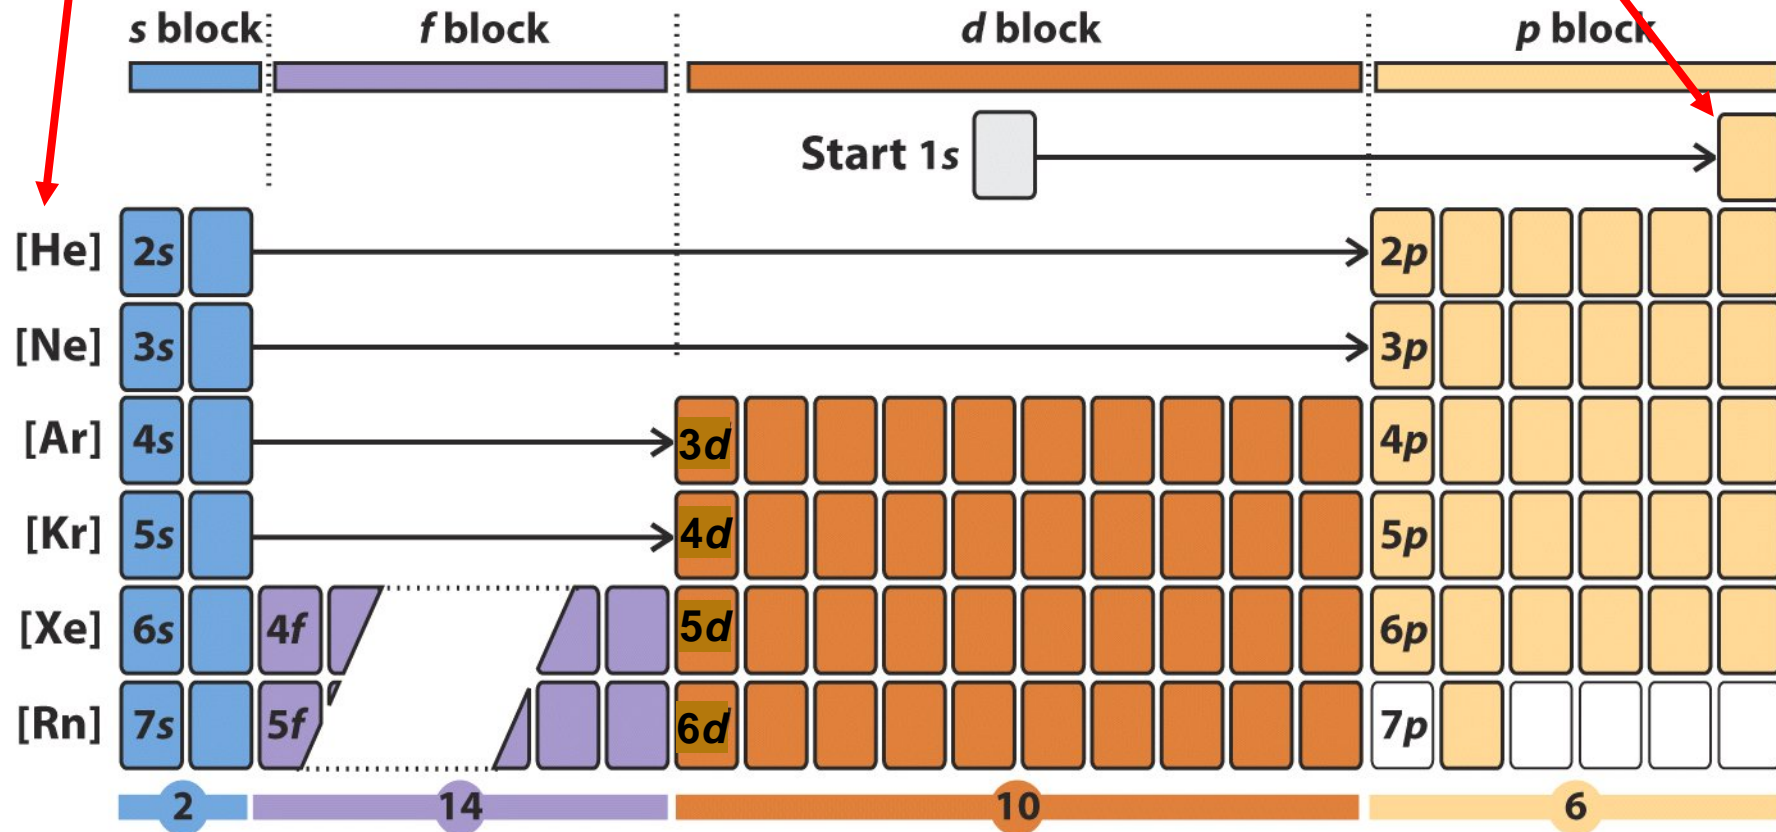 s block f block d block p block
Start 1s
[He] 2s 2p
[Ne] 3s 3p
[Ar] 4s 3d 4p
[Kr] 5s 4d 5p
[Xe] 6s 4f 5d 6p
[Rn] 7s 5f 6d 7p
2 14 10 6